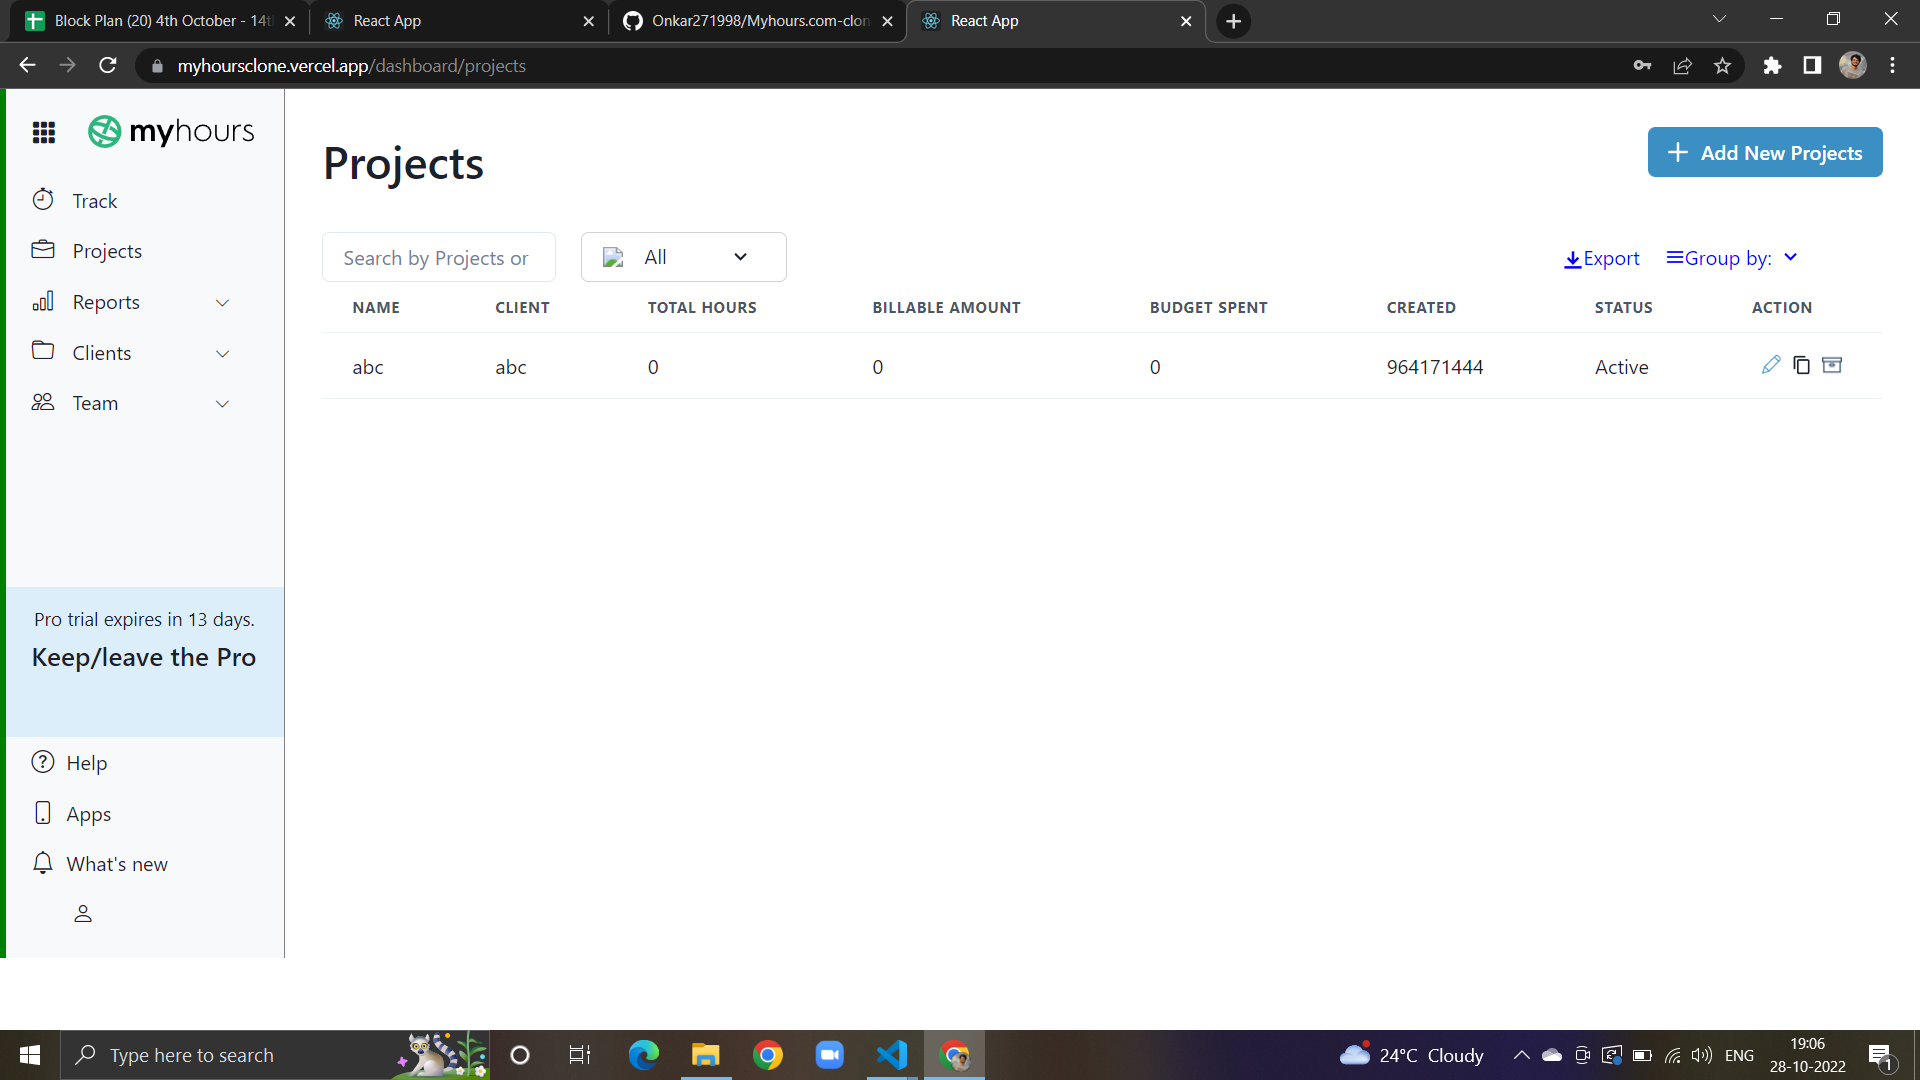 Block Plan (20) 4th October - 14t
React App
Onkar271998/Myhours.com-clon
React App
myhoursclone.vercel.app/dashboard/projects
myhours
Track
Projects
Reports
Clients
Team
Pro trial expires in 13 days.
Keep/leave the Pro
Help
Apps
What's new
Projects
Add New Projects
Search by Projects or
All
Export
Group by:
NAME CLIENT TOTAL HOURS BILLABLE AMOUNT BUDGET SPENT CREATED STATUS ACTION
abc abc 0 0 0 964171444 Active
Type here to search
24°C Cloudy
ENG
19:06
28-10-2022
1